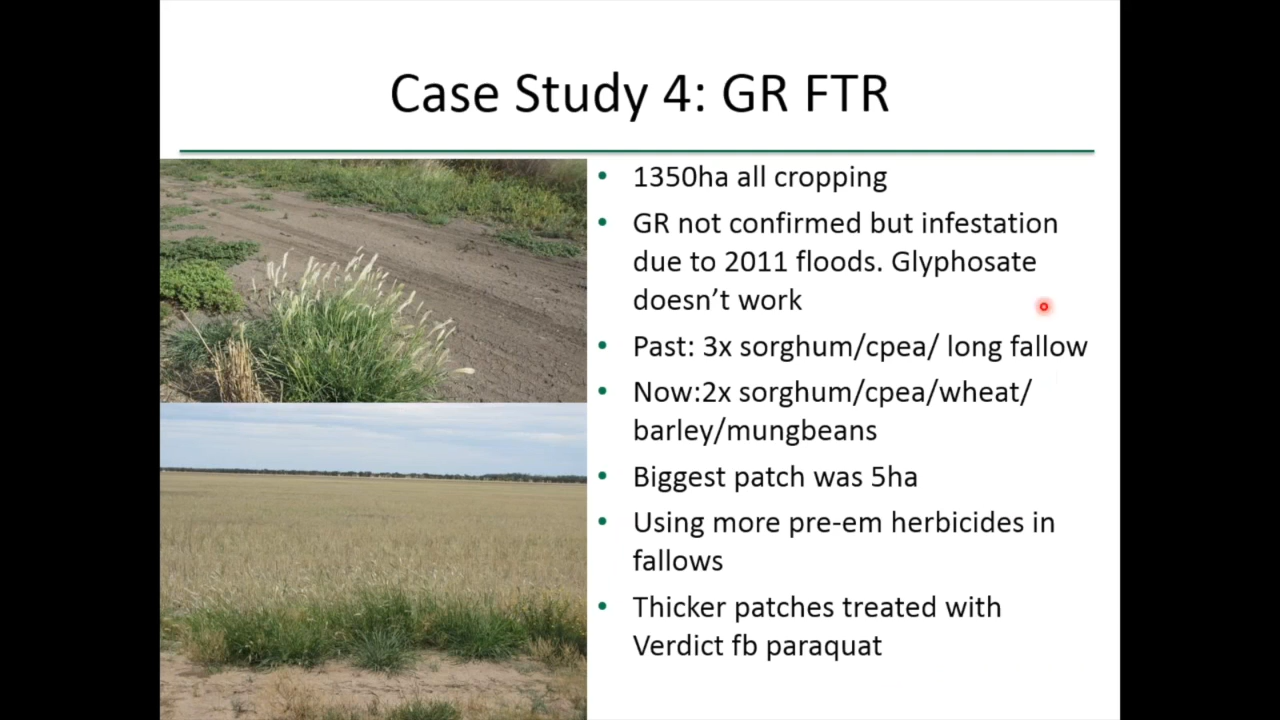 Case Study 4: GR FTR
• 1350ha all cropping
• GR not confirmed but infestation
due to 2011 floods. Glyphosate
doesn’t work
• Past: 3x sorghum/cpea/ long fallow
• Now:2x sorghum/cpea/wheat/
barley/mungbeans
• Biggest patch was 5ha
• Using more pre-em herbicides in
fallows
• Thicker patches treated with
Verdict fb paraquat